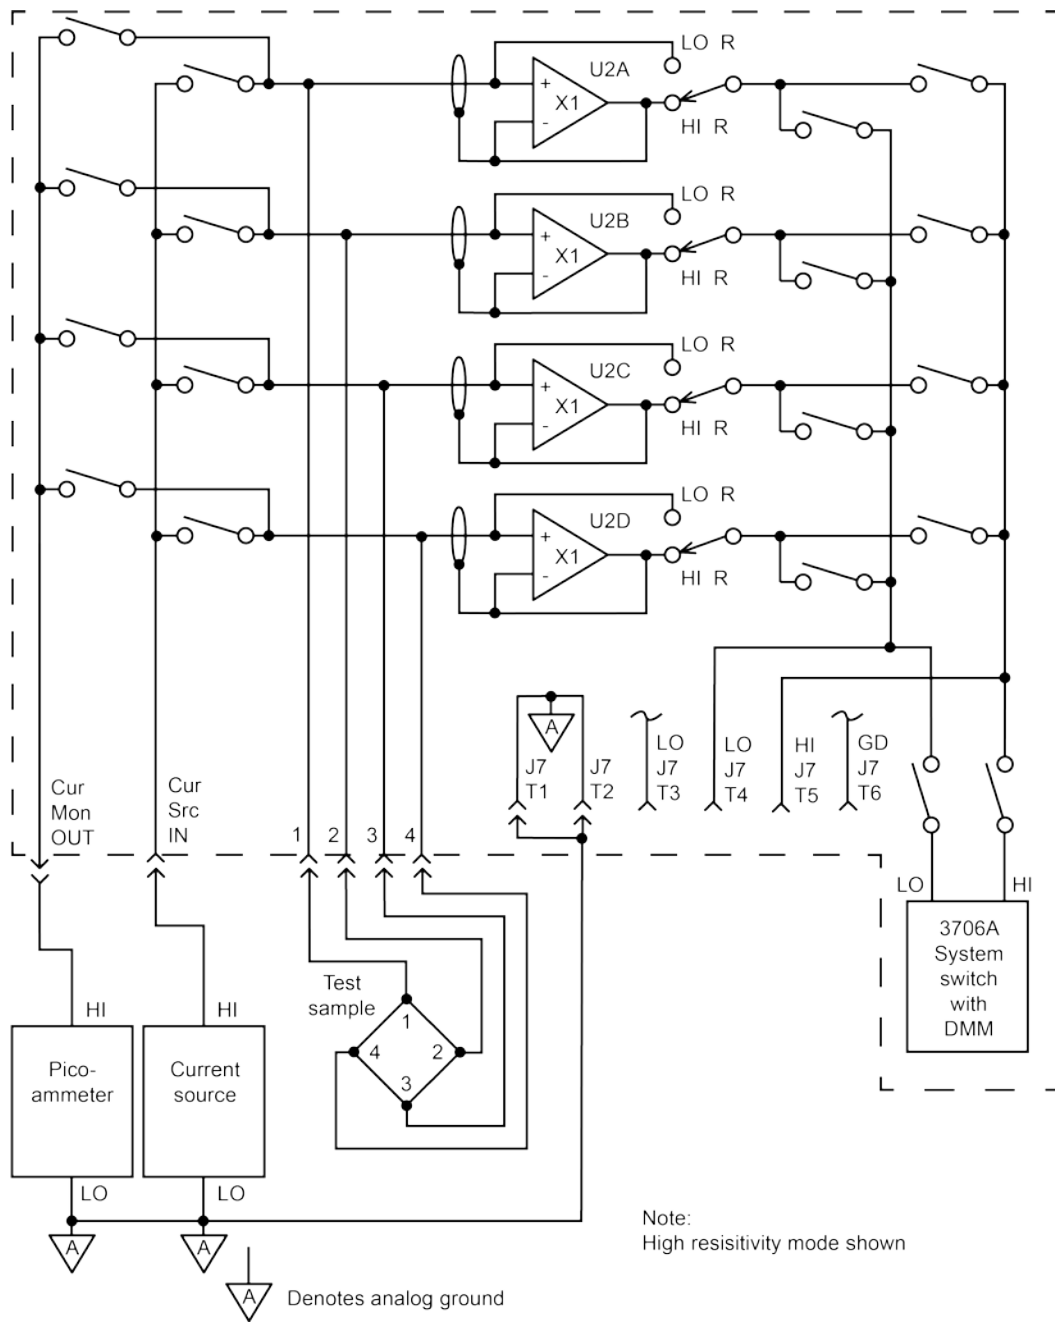 LO R
U2A
+
X1
-
HI R
LO R
U2B
+
X1
-
HI R
LO R
U2C
+
X1
-
HI R
LO R
U2D
+
X1
-
HI R
A
J7
T1
J7
T2
LO
J7
T3
LO
J7
T4
HI
J7
T5
GD
J7
T6
Cur
Mon
OUT
Cur
Src
IN
1 2 3 4
LO HI
3706A
System
switch
with
DMM
Test
sample
1
4 2
3
HI
Pico-
ammeter
LO
HI
Current
source
LO
A
A
Note:
High resisitivity mode shown
A
Denotes analog ground